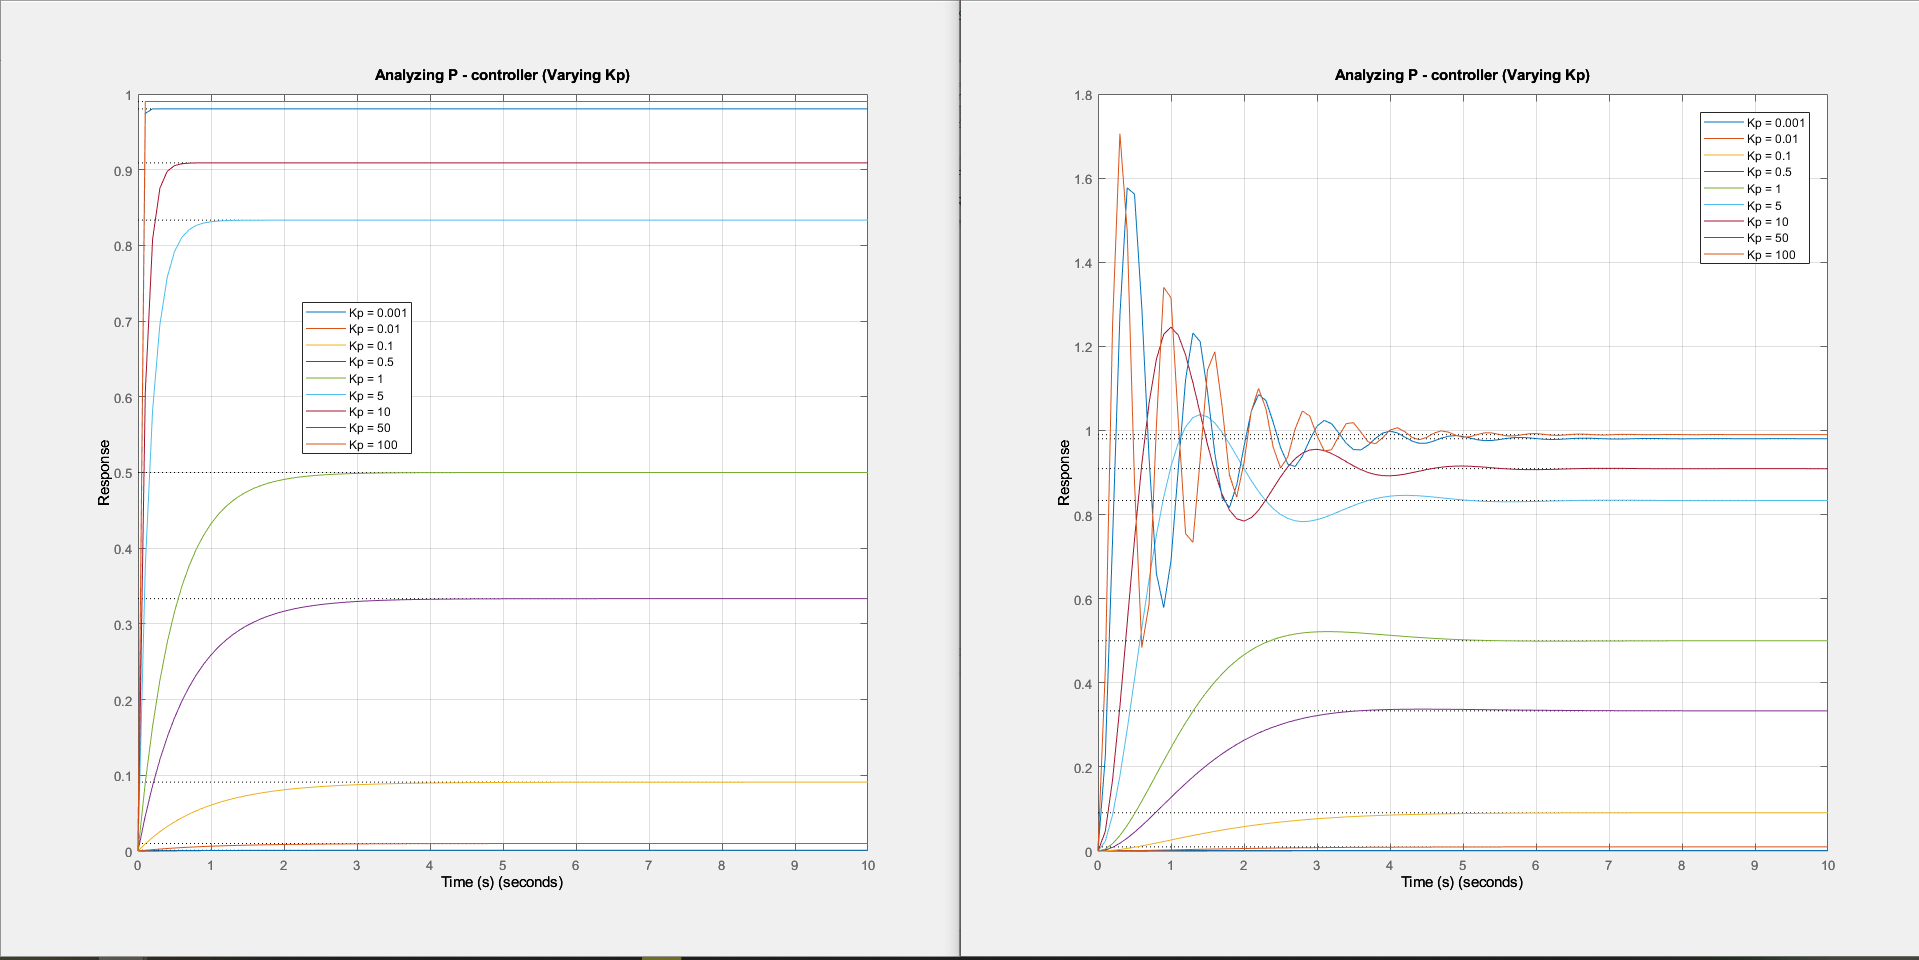 Analyzing P - controller (Varying Kp)
1
0.9
0.8
0.7
0.6
0.5
0.4
0.3
0.2
0.1
0
Response
Kp = 0.001
Kp = 0.01
Kp = 0.1
Kp = 0.5
Kp = 1
Kp = 5
Kp = 10
Kp = 50
Kp = 100
0 1 2 3 4 5 6 7 8 9 10
Time (s) (seconds)
Analyzing P - controller (Varying Kp)
1.8
1.6
1.4
1.2
1
0.8
0.6
0.4
0.2
0
Response
Kp = 0.001
Kp = 0.01
Kp = 0.1
Kp = 0.5
Kp = 1
Kp = 5
Kp = 10
Kp = 50
Kp = 100
0 1 2 3 4 5 6 7 8 9 10
Time (s) (seconds)